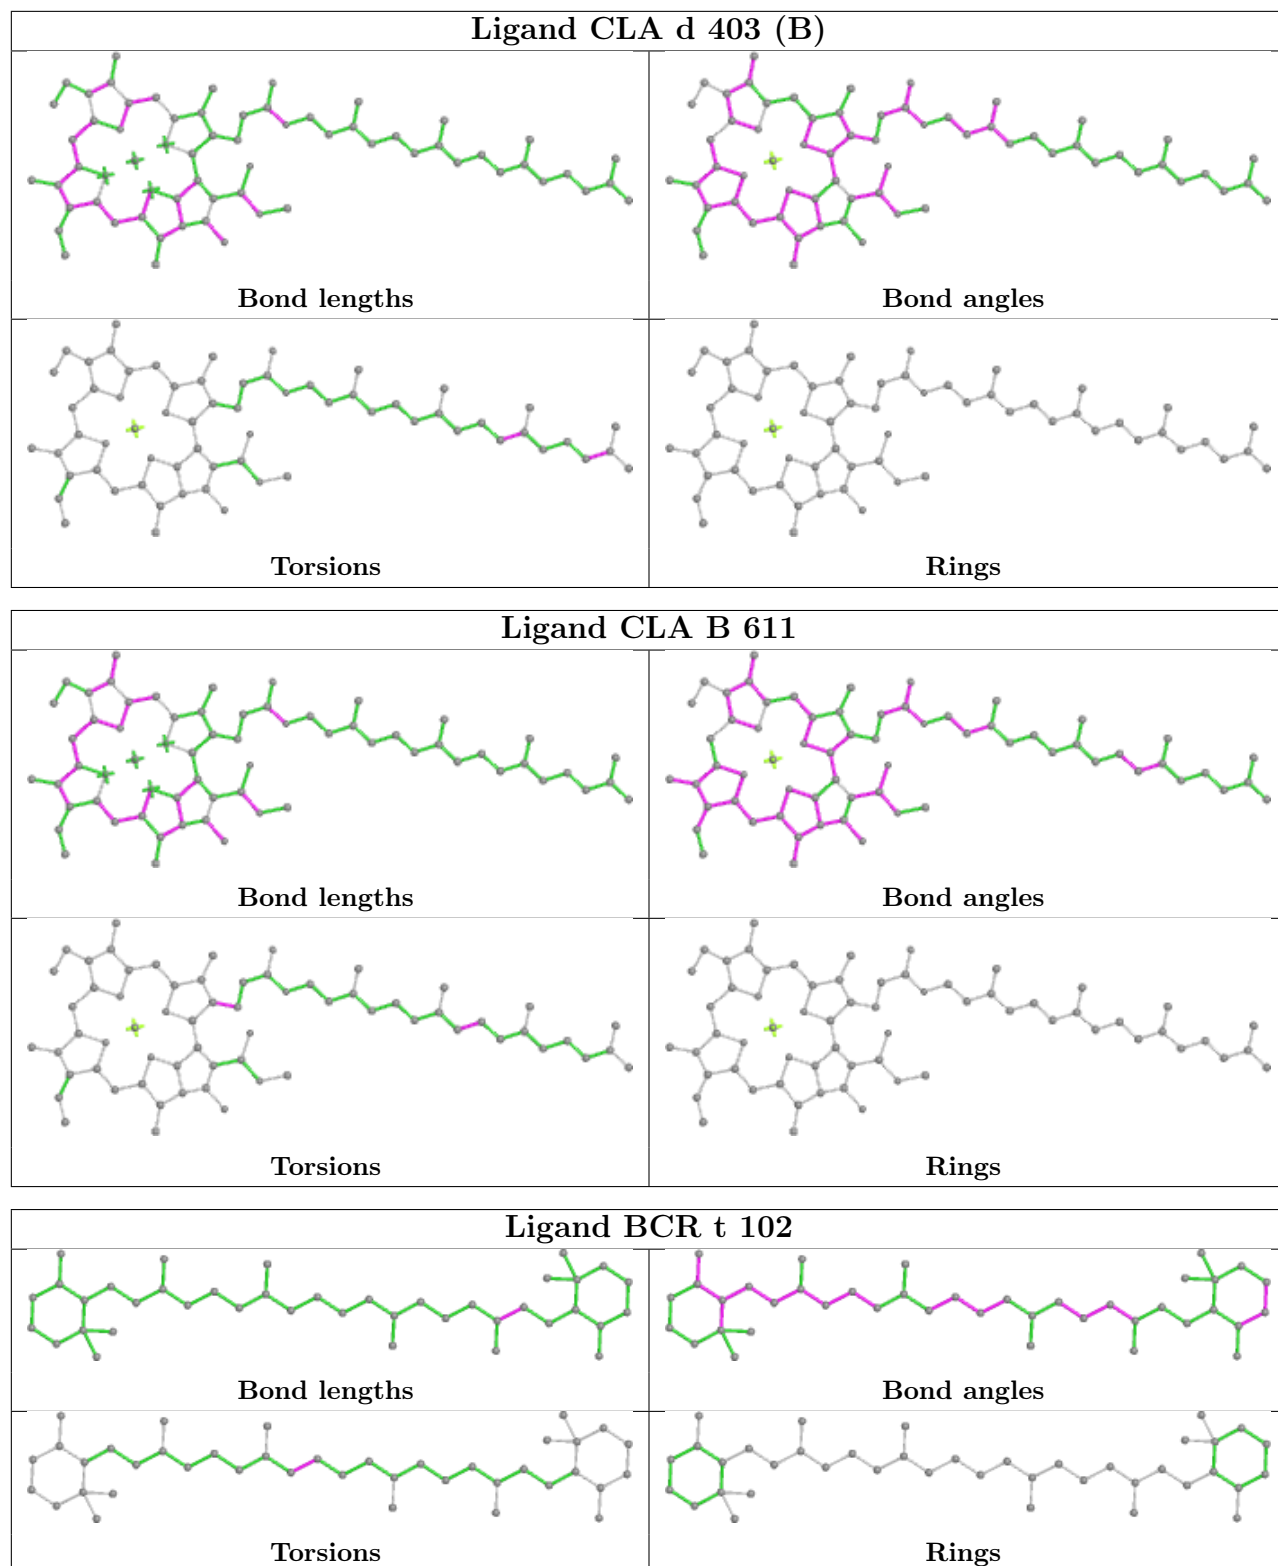 Ligand CLA d 403 (B)
Bond lengths
Bond angles
Torsions
Rings
Ligand CLA B 611
Bond lengths
Bond angles
Torsions
Rings
Ligand BCR t 102
Bond lengths
Bond angles
Torsions
Rings